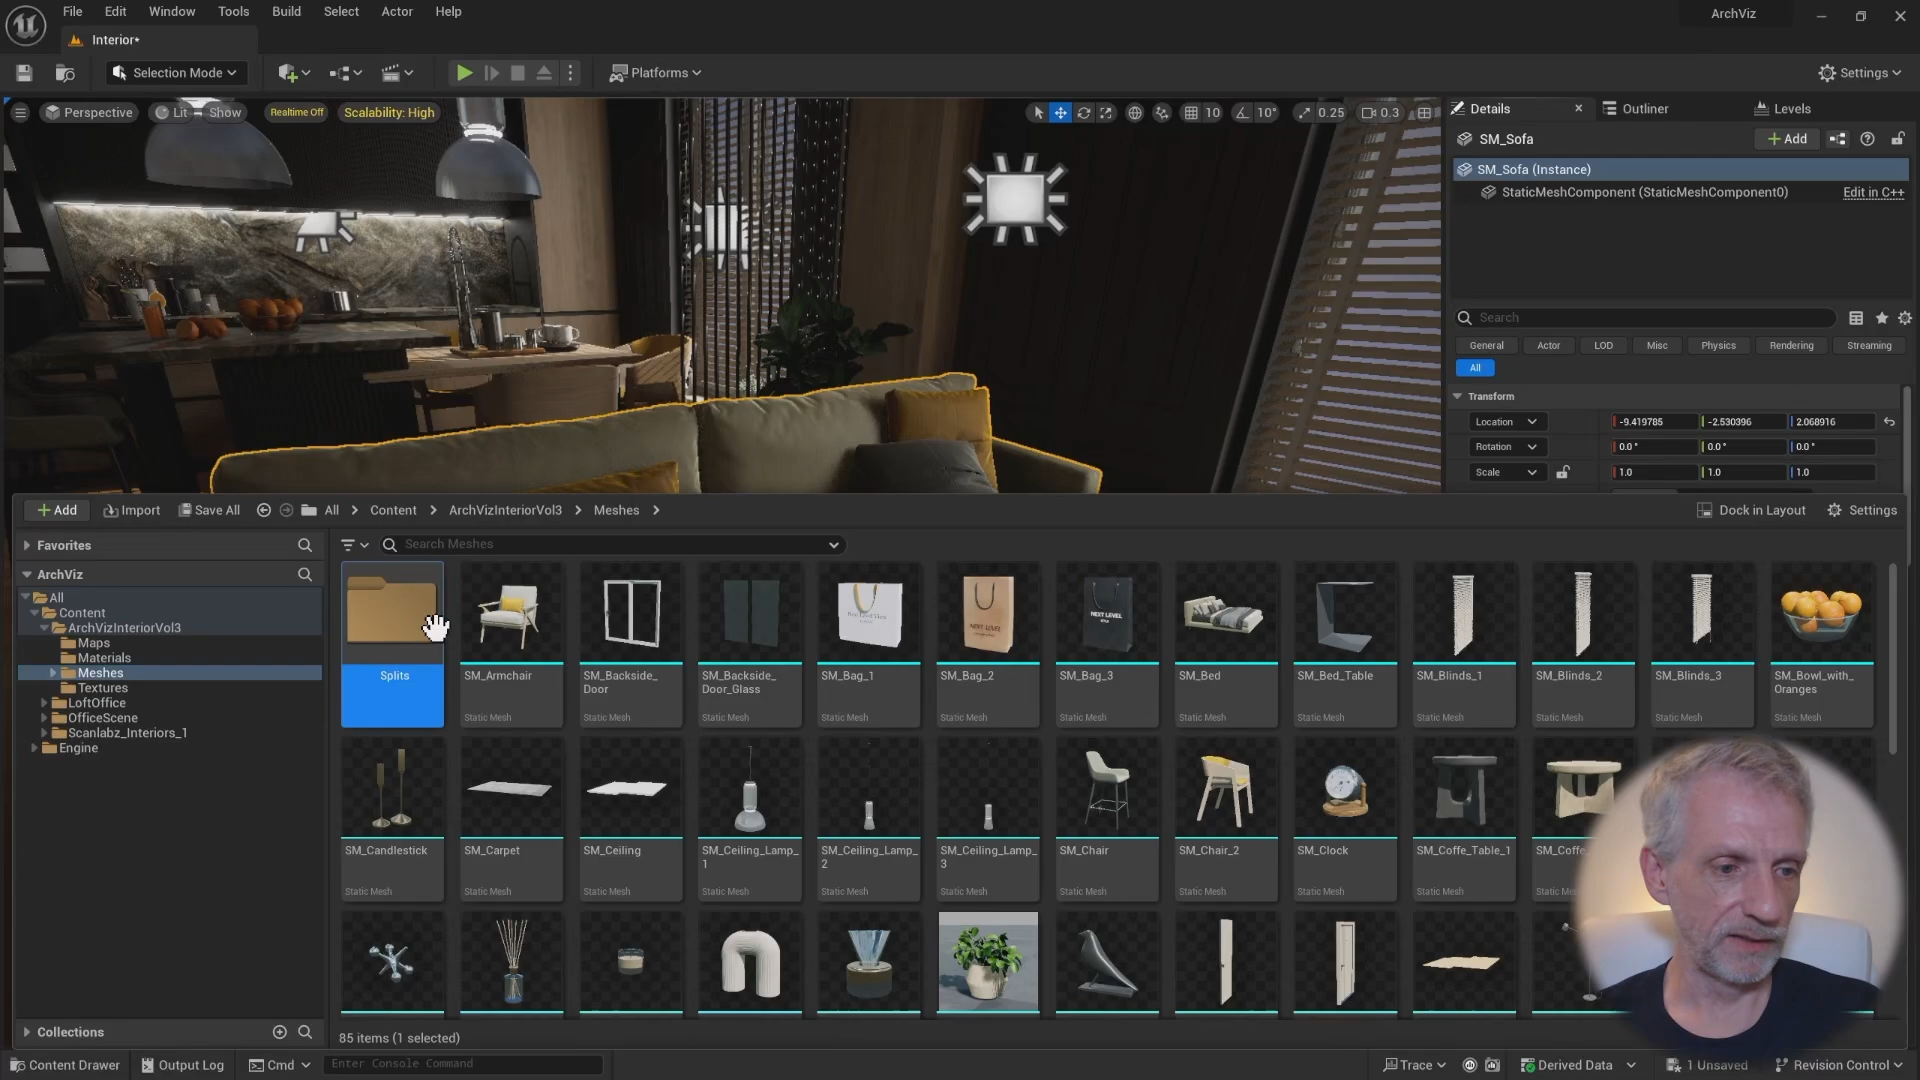 File Edit Window Tools Build Select Actor Help
ArchViz
Interior*
Selection Mode
Platforms
Settings
Perspective
Lit
Show
Realtime Off
Scalability: High
10
10°
0.25
0.3
Details
Outliner
Levels
SM_Sofa
Add
SM_Sofa (Instance)
StaticMeshComponent (StaticMeshComponent0)
Edit in C++
Search
General Actor LOD Misc Physics Rendering Streaming
All
Transform
Location -9.419785 -2.530396 2.068916
Rotation 0.0 ° 0.0 ° 0.0 °
Scale 1.0 1.0 1.0
Add Import Save All All Content ArchVizInteriorVol3 Meshes
Dock in Layout
Settings
Favorites
ArchViz
All
Content
ArchVizInteriorVol3
Maps
Materials
Meshes
Textures
LoftOffice
OfficeScene
Scanlabz_Interiors_1
Engine
Collections
Search Meshes
NEXT LEVEL
NEXT LEVEL
Splits
SM_Armchair
Static Mesh
SM_Backside_
Door
Static Mesh
SM_Backside_
Door_Glass
Static Mesh
SM_Bag_1
Static Mesh
SM_Bag_2
Static Mesh
SM_Bag_3
Static Mesh
SM_Bed
Static Mesh
SM_Bed_Table
Static Mesh
SM_Blinds_1
Static Mesh
SM_Blinds_2
Static Mesh
SM_Blinds_3
Static Mesh
SM_Bowl_with_
Oranges
Static Mesh
SM_Candlestick
Static Mesh
SM_Carpet
Static Mesh
SM_Ceiling
Static Mesh
SM_Ceiling_Lamp_
1
Static Mesh
SM_Ceiling_Lamp_
2
Static Mesh
SM_Ceiling_Lamp_
3
Static Mesh
SM_Chair
Static Mesh
SM_Chair_2
Static Mesh
SM_Clock
Static Mesh
SM_Coffe_Table_1
Static Mesh
SM_Coffe
Static Me
85 items (1 selected)
Content Drawer
Output Log
Cmd
Enter Console Command
Trace
Derived Data
1 Unsaved
Revision Control